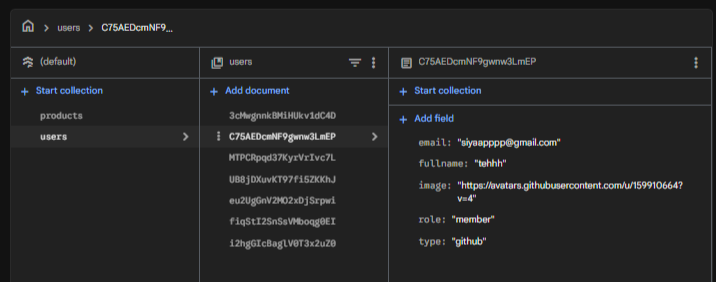 users
C75AEDcmNF9...
(default)
users
C75AEDcmNF9gwnw3LmEP
+ Start collection
+ Add document
+ Start collection
products
users
3cMwgnnkBMiHUkv1dC4D
C75AEDcmNF9gwnw3LmEP
MTPCRpqd37KyrVrIvc7L
UB8jDXuvKT97fi5ZKKhJ
eu2UgGnV2MO2xDjSrpwi
fiqStI2SnSsVMboqg0EI
i2hgGIcBaglV0T3x2uZ0
+ Add field
email: "siyaapppp@gmail.com"
fullname: "tehhh"
image: "https://avatars.githubusercontent.com/u/159910664?
v=4"
role: "member"
type: "github"